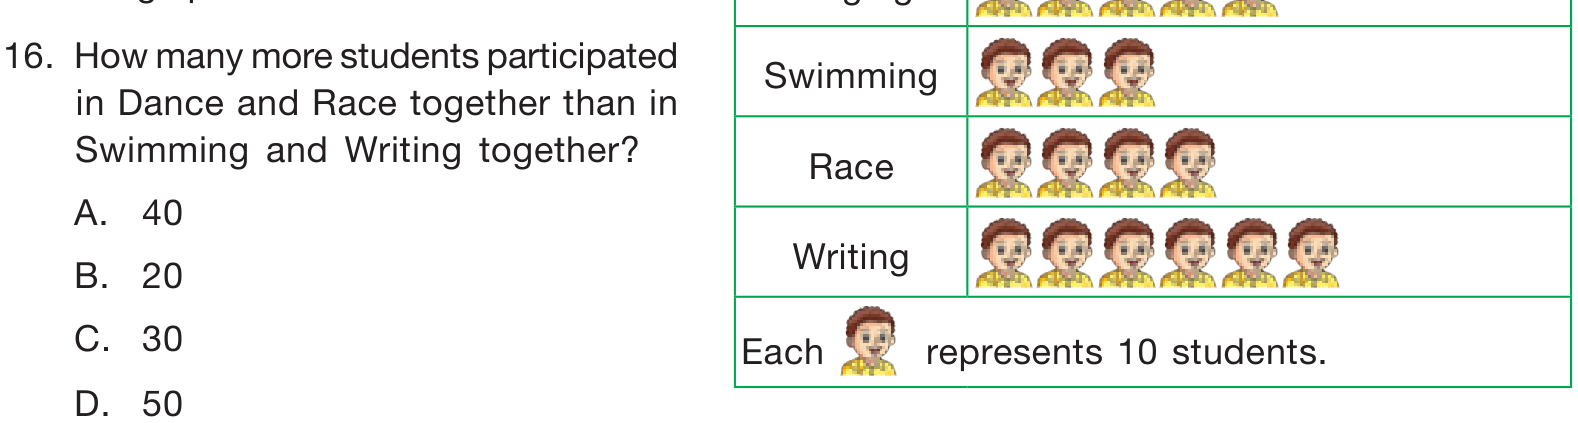 16. How many more students participated
in Dance and Race together than in
Swimming and Writing together?
A. 40
B. 20
C. 30
D. 50
Swimming
Race
Writing
Each represents 10 students.